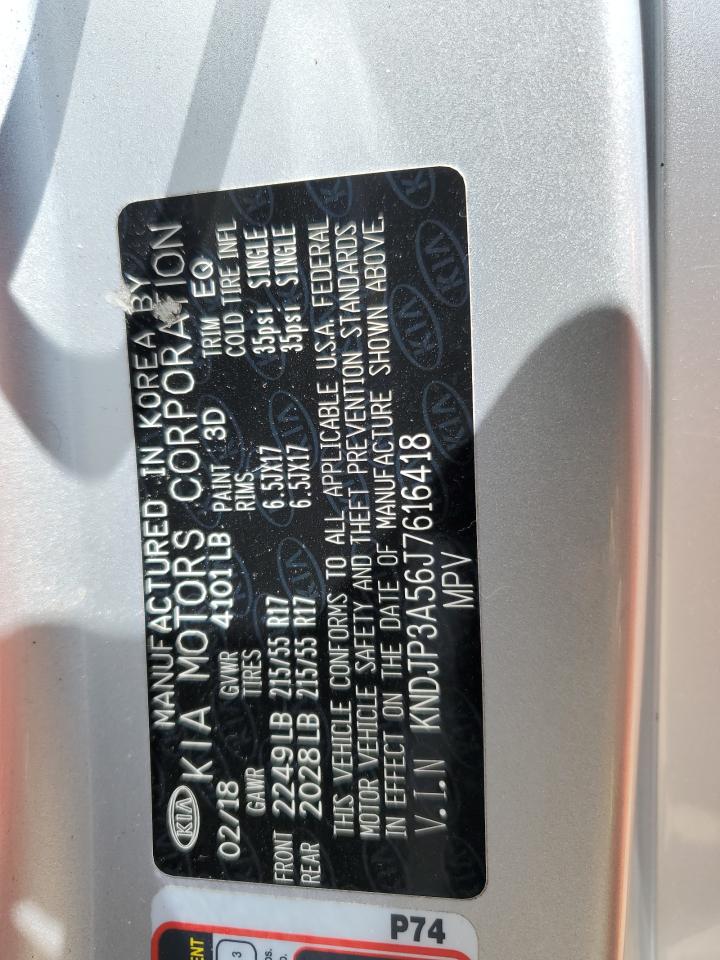 KIA
MANUFACTURED IN KOREA BY
KIA MOTORS CORPORATION
02/18 GVWR 4101LB PAINT 3D TRIM EQ
GAWR TIRES RIMS COLD TIRE INFL
FRONT 2249LB 215/55 R17 6.5JX17 35psi SINGLE
REAR 2028LB 215/55 R17 6.5JX17 35psi SINGLE
THIS VEHICLE CONFORMS TO ALL APPLICABLE U.S.A. FEDERAL
MOTOR VEHICLE SAFETY AND THEFT PREVENTION STANDARDS
IN EFFECT ON THE DATE OF MANUFACTURE SHOWN ABOVE.
V.I.N KNDJP3A56J7616418
MPV
P74
3